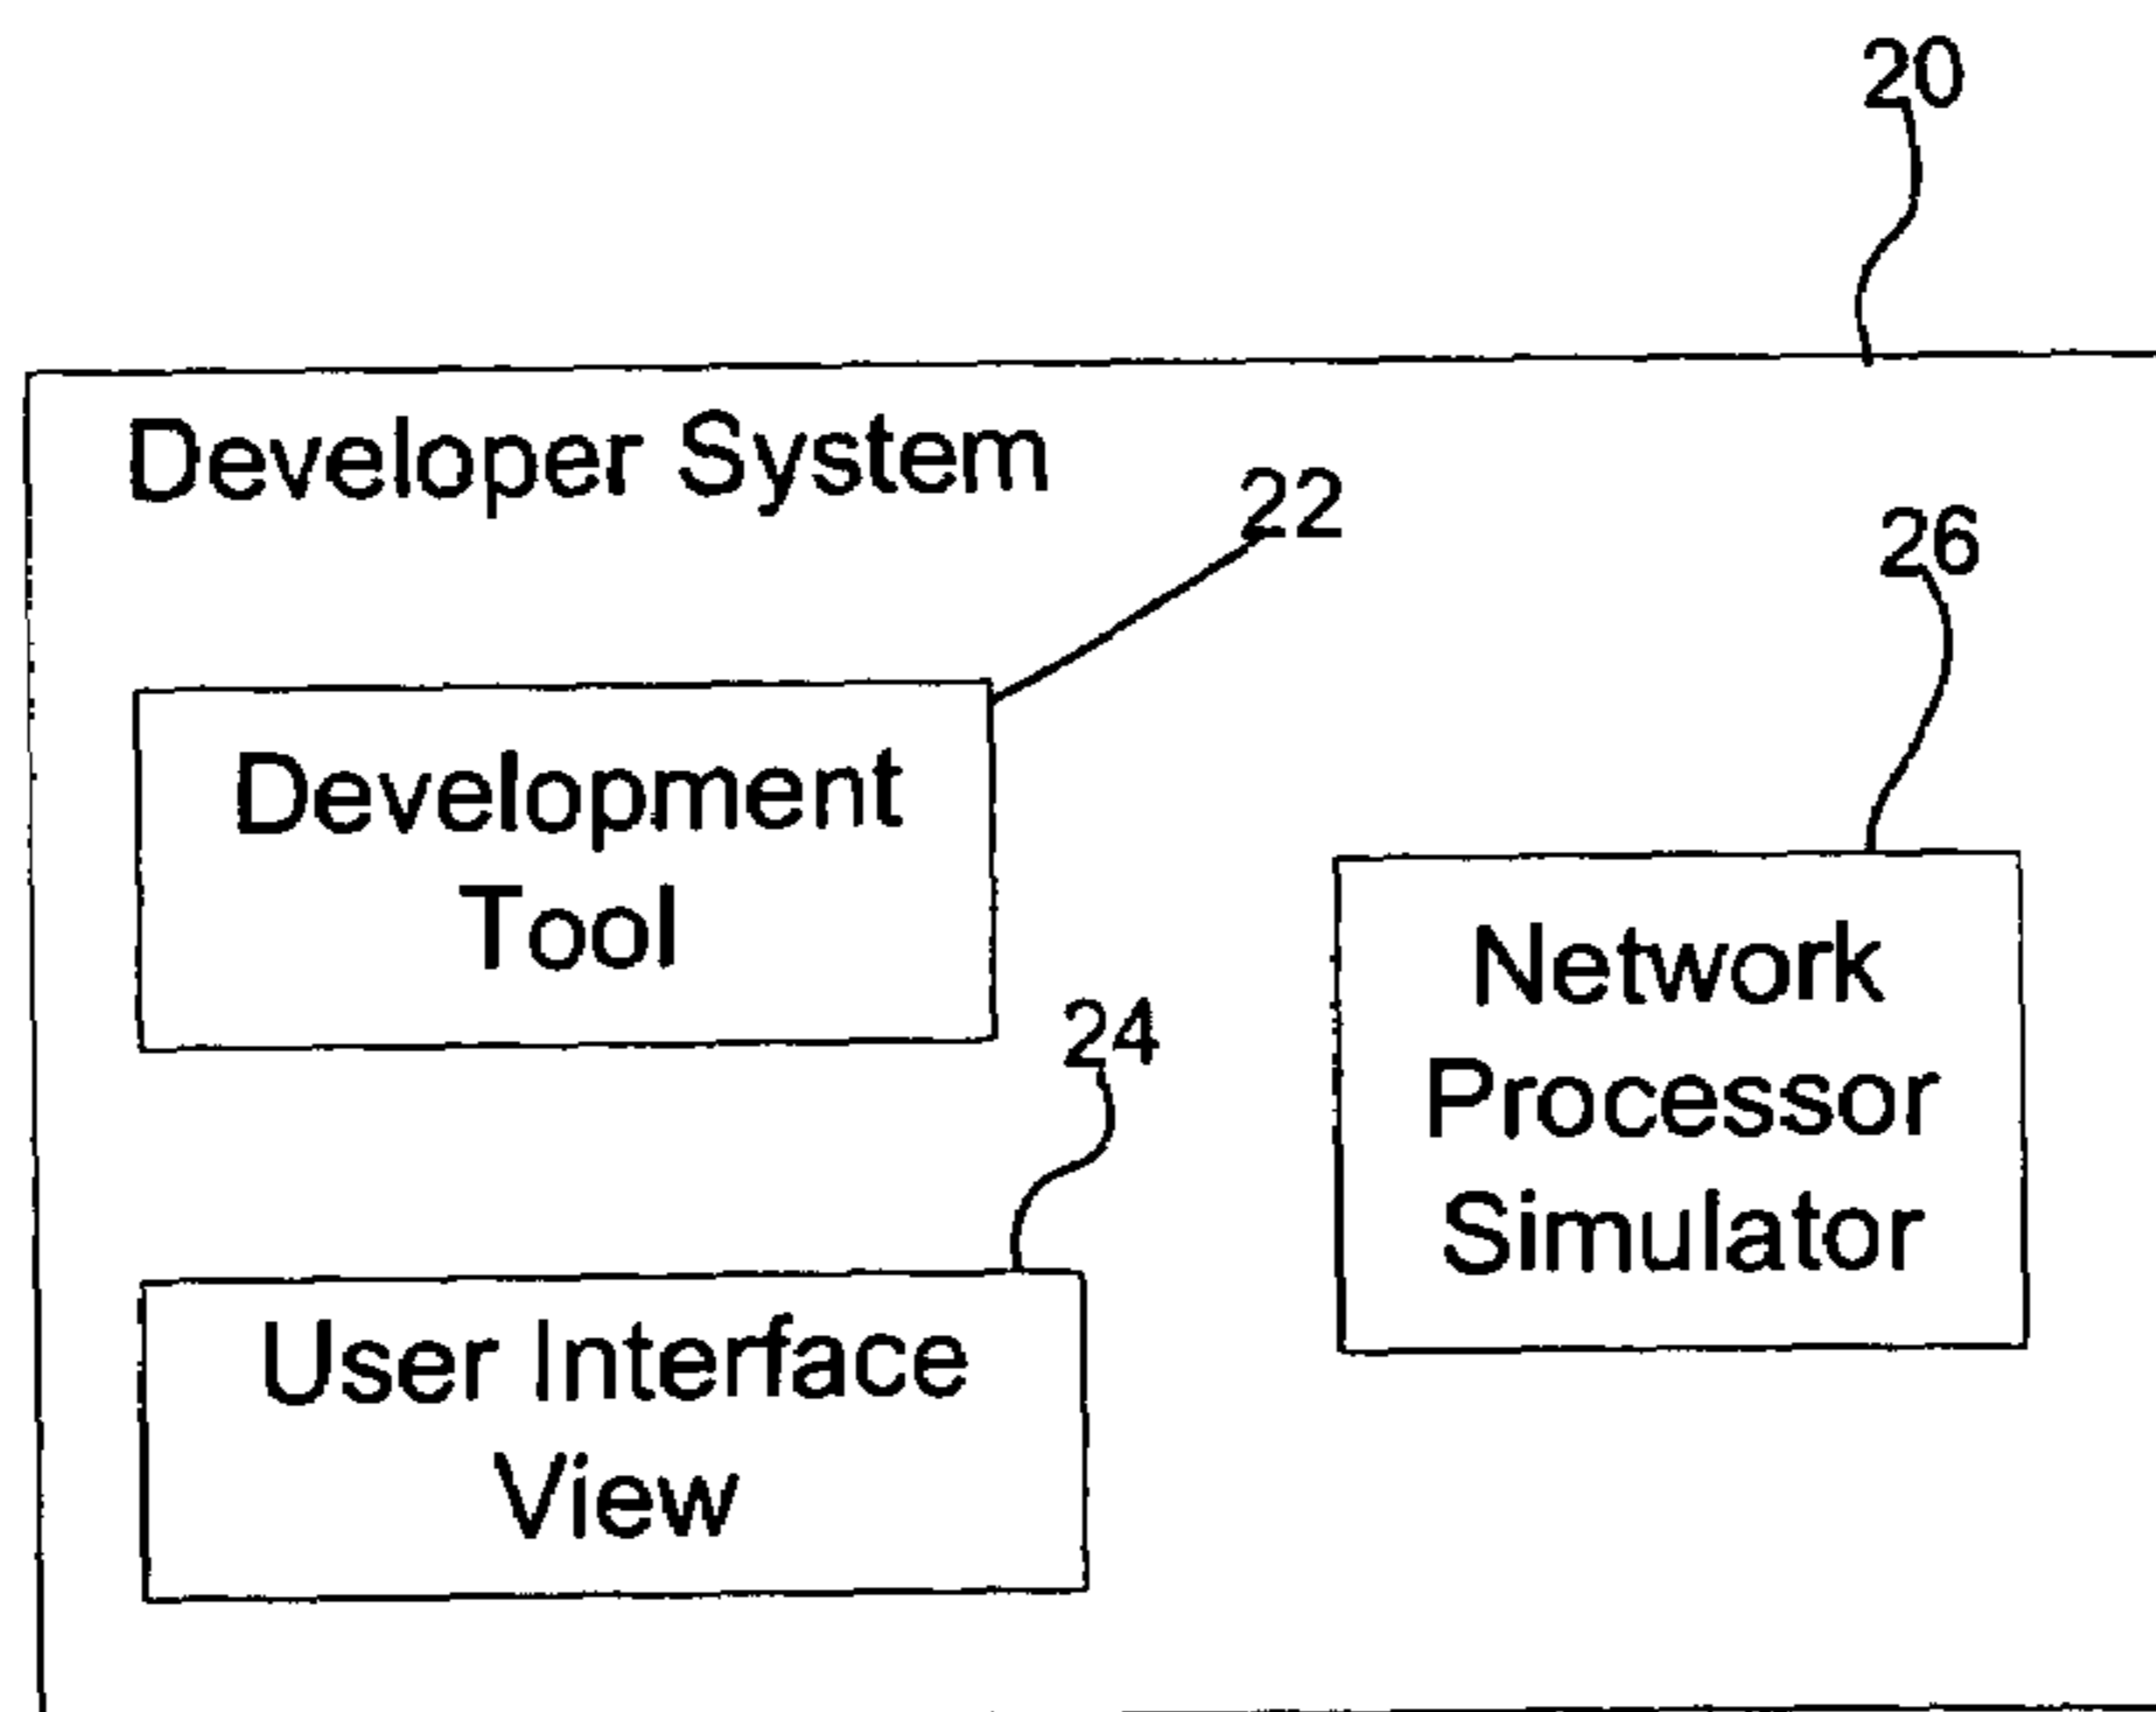 20
Developer System
22
26
Development
Tool
Network
Processor
Simulator
24
User Interface
View